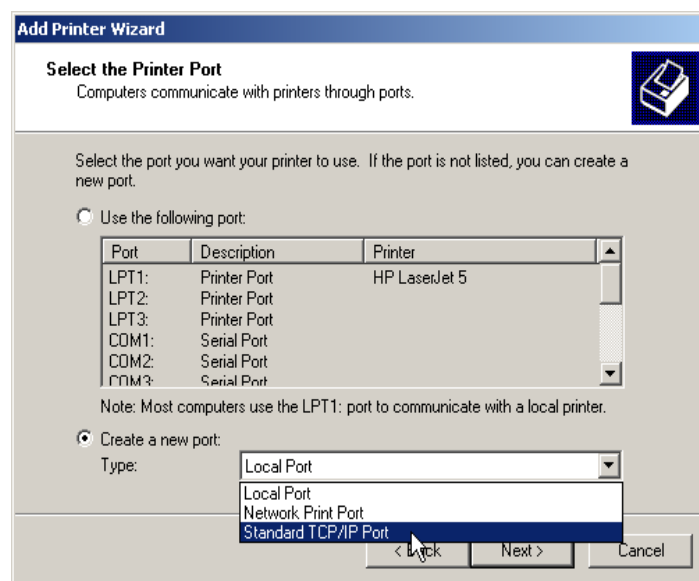 Add Printer Wizard
Select the Printer Port
Computers communicate with printers through ports.
Select the port you want your printer to use. If the port is not listed, you can create a
new port.
Use the following port:
Port Description Printer
LPT1: Printer Port HP LaserJet 5
LPT2: Printer Port
LPT3: Printer Port
COM1: Serial Port
COM2: Serial Port
COM3: Serial Port
Note: Most computers use the LPT1: port to communicate with a local printer.
Create a new port:
Type: Local Port
Local Port
Network Print Port
Standard TCP/IP Port
< Back Next > Cancel